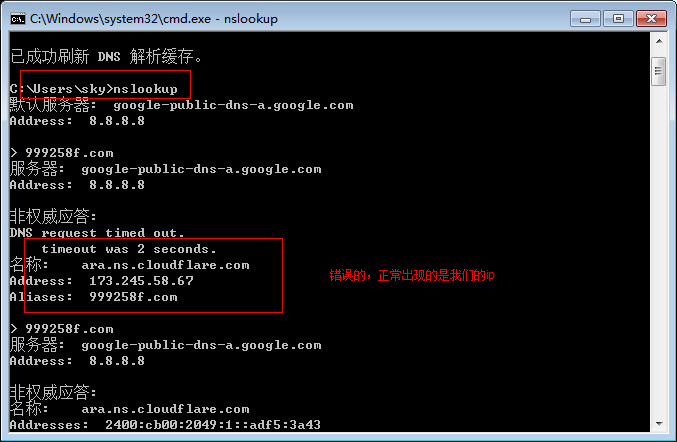 C:\Windows\system32\cmd.exe - nslookup
已成功刷新 DNS 解析缓存。
C:\Users\sky>nslookup
默认服务器:  google-public-dns-a.google.com
Address:  8.8.8.8
> 999258f.com
服务器:  google-public-dns-a.google.com
Address:  8.8.8.8
非权威应答:
DNS request timed out.
    timeout was 2 seconds.
名称:    ara.ns.cloudflare.com
Address:  173.245.58.67
Aliases:  999258f.com
错误的，正常出现的是我们的ip
> 999258f.com
服务器:  google-public-dns-a.google.com
Address:  8.8.8.8
非权威应答:
名称:    ara.ns.cloudflare.com
Addresses:  2400:cb00:2049:1::adf5:3a43